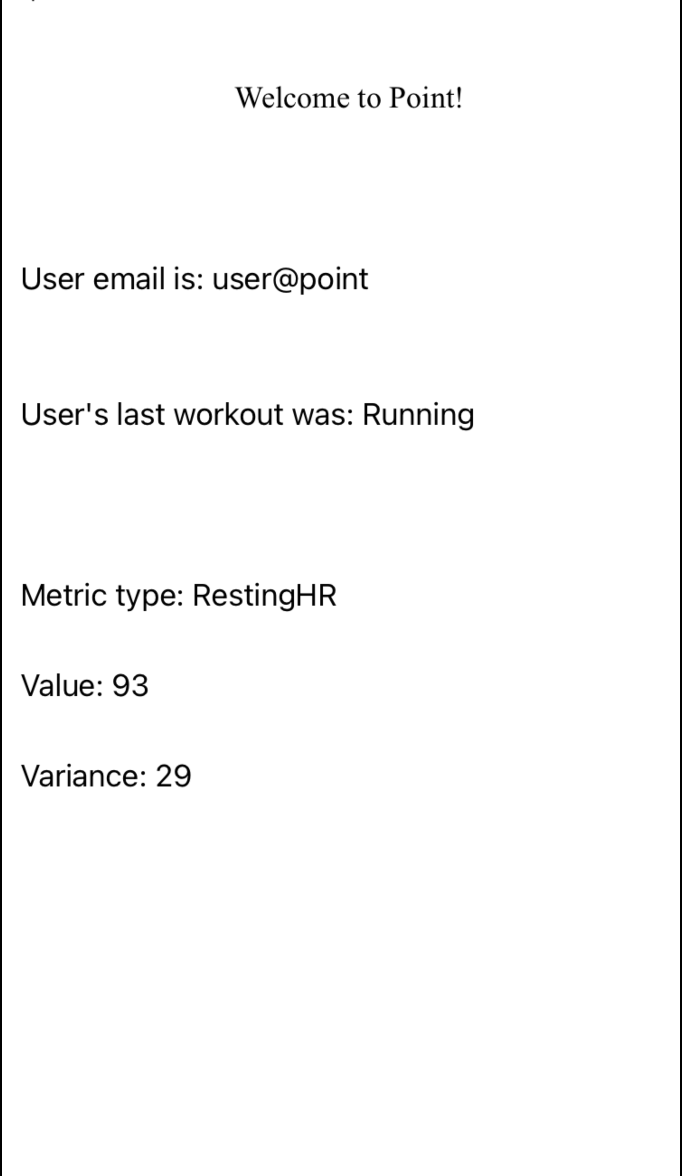 Welcome to Point!
User email is: user@point
User's last workout was: Running
Metric type: RestingHR
Value: 93
Variance: 29